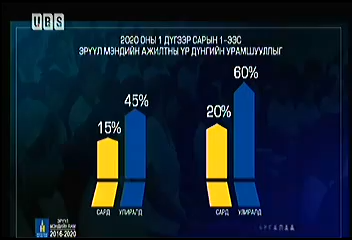 UBS
2020 ОНЫ 1 ДҮГЭЭР САРЫН 1-ЭЭС
ЭРҮҮЛ МЭНДИЙН АЖИЛТНЫ ҮР ДҮНГИЙН УРАМШУУЛЛЫГ
15% 45% 20% 60%
САРД УЛИРАЛД САРД УЛИРАЛД
ЭРҮҮЛ
МЭНДИЙН ЯАМ
2016-2020